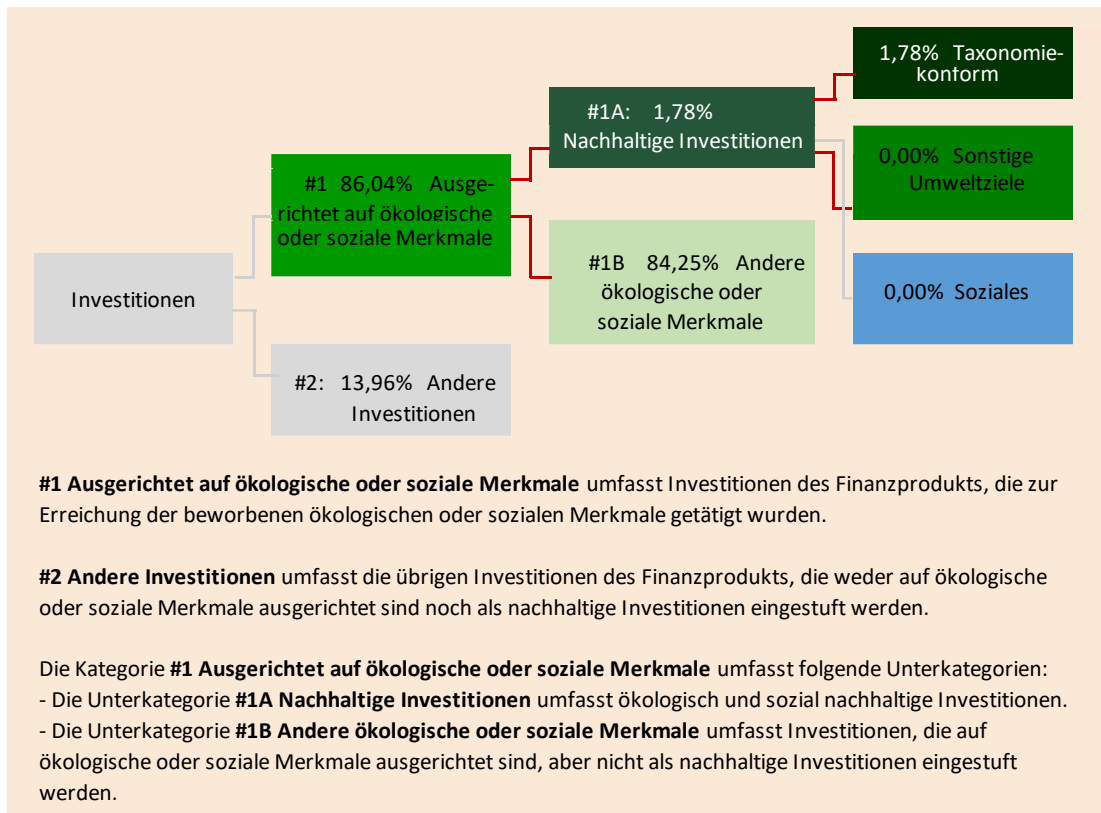 1,78% Taxonomie-
konform
#1A: 1,78%
Nachhaltige Investitionen
0,00% Sonstige
Umweltziele
#1 86,04% Ausge-
richtet auf ökologische
oder soziale Merkmale
#1B 84,25% Andere
ökologische oder
soziale Merkmale
0,00% Soziales
Investitionen
#2: 13,96% Andere
Investitionen
#1 Ausgerichtet auf ökologische oder soziale Merkmale umfasst Investitionen des Finanzprodukts, die zur
Erreichung der beworbenen ökologischen oder sozialen Merkmale getätigt wurden.
#2 Andere Investitionen umfasst die übrigen Investitionen des Finanzprodukts, die weder auf ökologische
oder soziale Merkmale ausgerichtet sind noch als nachhaltige Investitionen eingestuft werden.
Die Kategorie #1 Ausgerichtet auf ökologische oder soziale Merkmale umfasst folgende Unterkategorien:
- Die Unterkategorie #1A Nachhaltige Investitionen umfasst ökologisch und sozial nachhaltige Investitionen.
- Die Unterkategorie #1B Andere ökologische oder soziale Merkmale umfasst Investitionen, die auf
ökologische oder soziale Merkmale ausgerichtet sind, aber nicht als nachhaltige Investitionen eingestuft
werden.